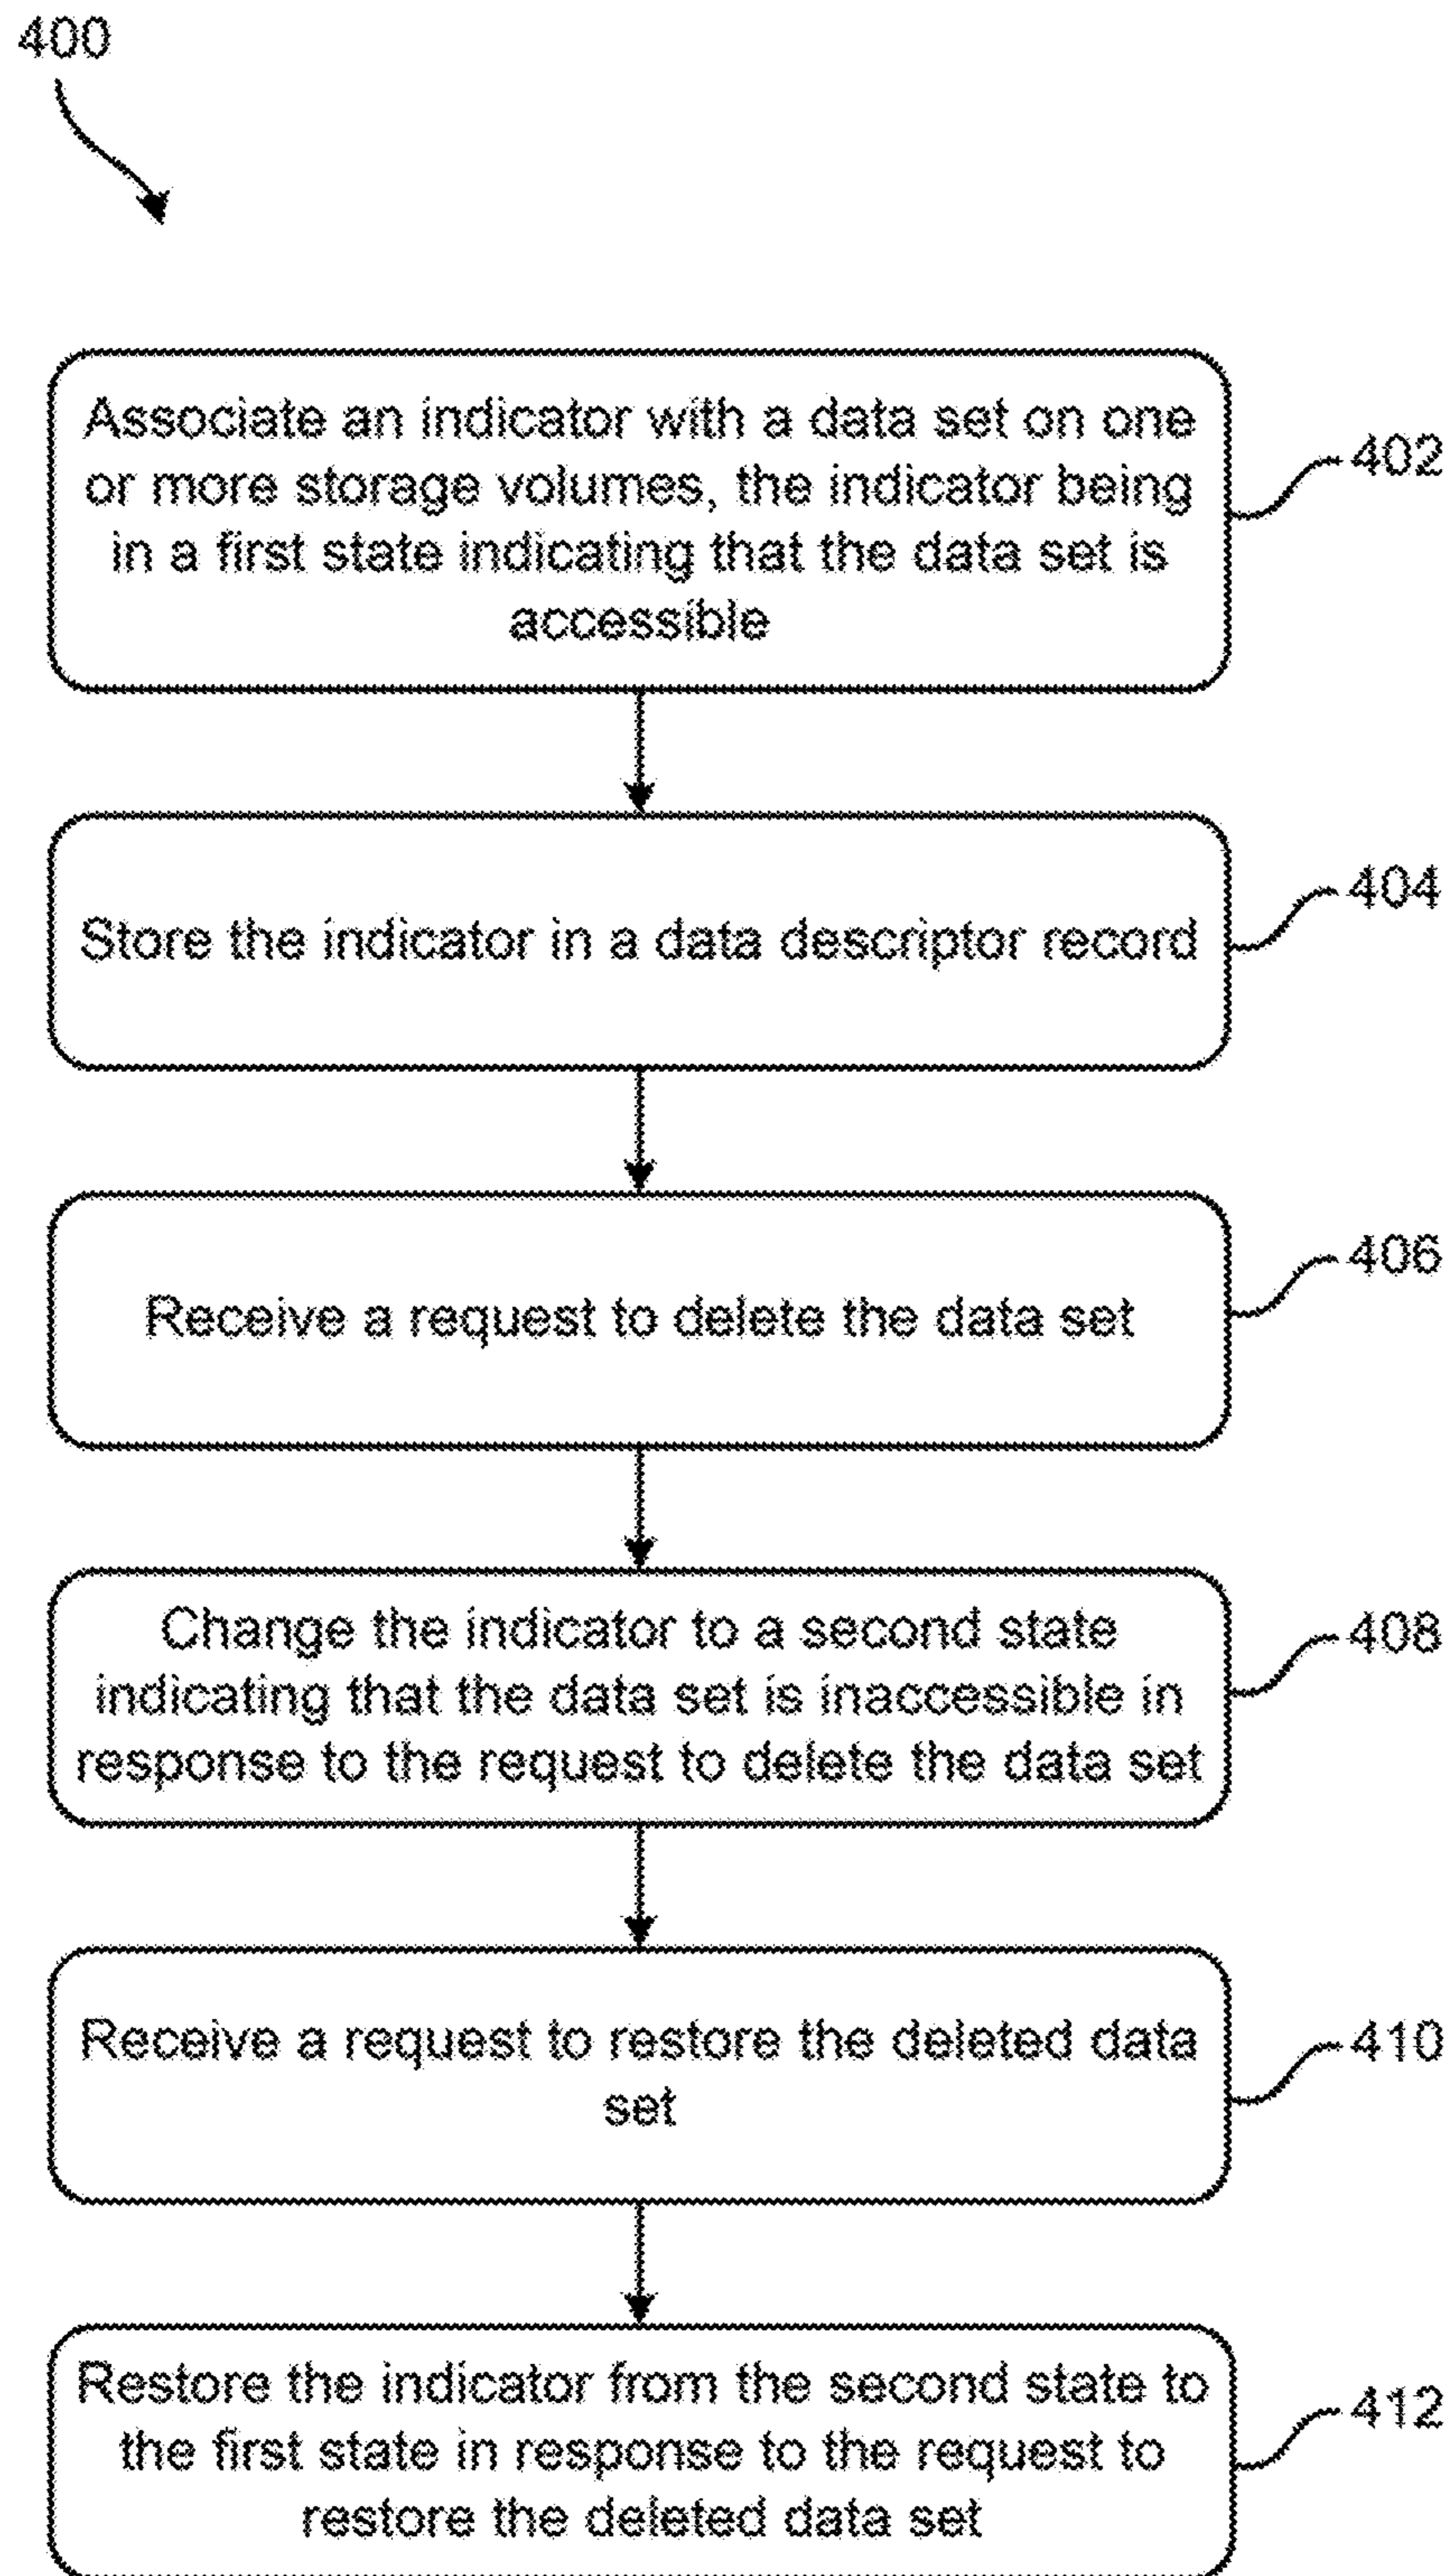 400
Associate an indicator with a data set on one
or more storage volumes, the indicator being
in a first state indicating that the data set is
accessible
402
Store the indicator in a data descriptor record
404
Receive a request to delete the data set
406
Change the indicator to a second state
indicating that the data set is inaccessible in
response to the request to delete the data set
408
Receive a request to restore the deleted data
set
410
Restore the indicator from the second state to
the first state in response to the request to
restore the deleted data set
412